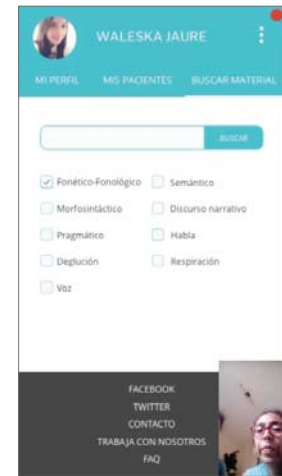 WALESKA JAURE
MI PERFIL MIS PACIENTES BUSCAR MATERIAL
BUSCAR
Fonético-Fonológico Semántico
Morfosintáctico Discurso narrativo
Pragmático Habla
Deglución Respiración
Voz
FACEBOOK
TWITTER
CONTACTO
TRABAJA CON NOSOTROS
FAQ